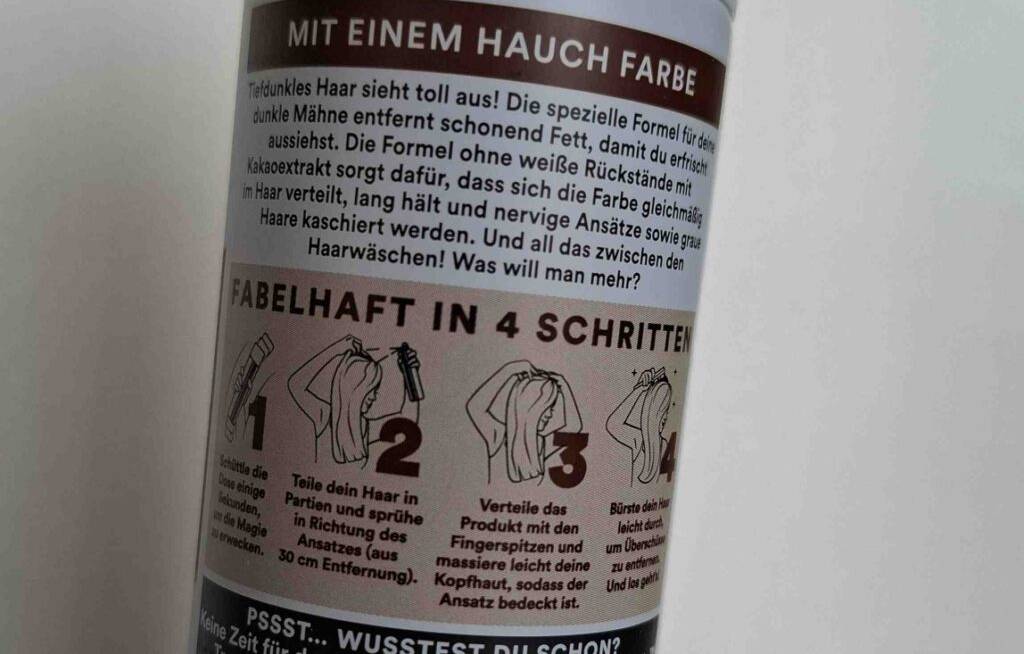 MIT EINEM HAUCH FARBE
Tiefdunkles Haar sieht toll aus! Die spezielle Formel für deine
dunkle Mähne entfernt schonend Fett, damit du erfrischt
aussiehst. Die Formel ohne weiße Rückstände mit
Kakaoextrakt sorgt dafür, dass sich die Farbe gleichmäßig
im Haar verteilt, lang hält und nervige Ansätze sowie graue
Haare kaschiert werden. Und all das zwischen den
Haarwäschen! Was will man mehr?
FABELHAFT IN 4 SCHRITTEN
1
Schüttle die
Dose einige
Sekunden,
um die Magie
zu erwecken.
2
Teile dein Haar in
Partien und sprühe
in Richtung des
Ansatzes (aus
30 cm Entfernung).
3
Verteile das
Produkt mit den
Fingerspitzen und
massiere leicht deine
Kopfhaut, sodass der
Ansatz bedeckt ist.
4
Bürste dein Haar
leicht durch,
um Überschüsse
zu entfernen.
Und los geht's.
PSSST... WUSSTEST DU SCHON?
Keine Zeit für